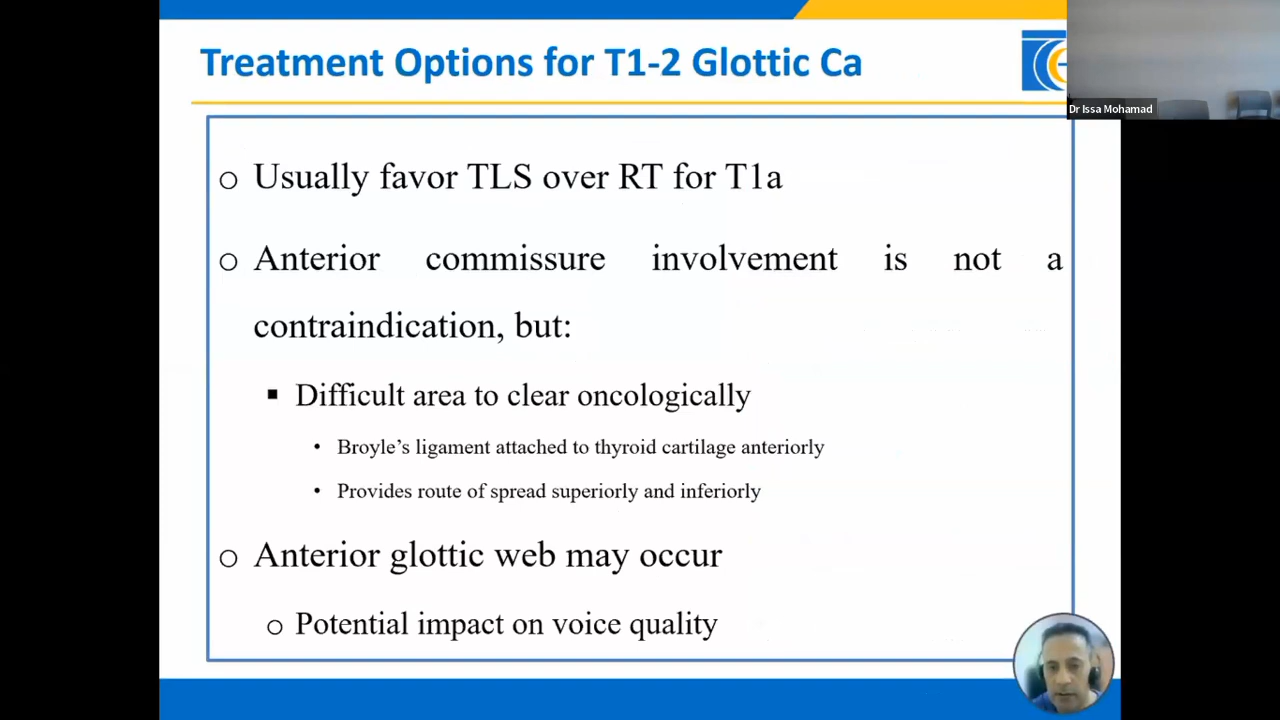 Treatment Options for T1-2 Glottic Ca
Dr Issa Mohamad
o Usually favor TLS over RT for T1a
o Anterior commissure involvement is not a
contraindication, but:
▪ Difficult area to clear oncologically
• Broyle’s ligament attached to thyroid cartilage anteriorly
• Provides route of spread superiorly and inferiorly
o Anterior glottic web may occur
o Potential impact on voice quality